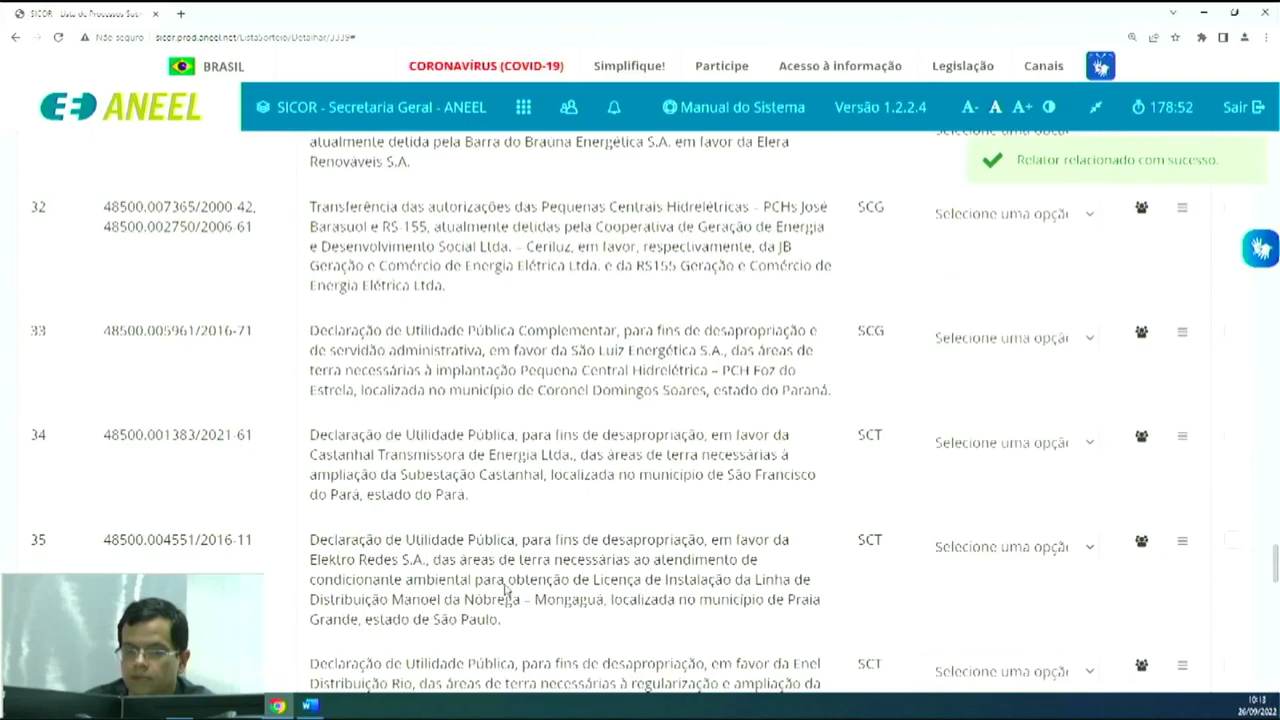 SICOR - Lista de Processos Sort
Não seguro
sicor.prod.aneel.net/ListaSorteio/Detalhar/3339#
BRASIL
CORONAVÍRUS (COVID-19)
Simplifique!
Participe
Acesso à informação
Legislação
Canais
ANEEL
SICOR - Secretaria Geral - ANEEL
Manual do Sistema
Versão 1.2.2.4
A-
A
A+
178:52
Sair
atualmente detida pela Barra do Braúna Energética S.A. em favor da Elera
Renováveis S.A.
Relator relacionado com sucesso.
32
48500.007365/2000-42,
48500.002750/2006-61
Transferência das autorizações das Pequenas Centrais Hidrelétricas – PCHs José
Barasuol e RS-155, atualmente detidas pela Cooperativa de Geração de Energia
e Desenvolvimento Social Ltda. – Ceriluz, em favor, respectivamente, da JB
Geração e Comércio de Energia Elétrica Ltda. e da RS155 Geração e Comércio de
Energia Elétrica Ltda.
SCG
Selecione uma opçã
33
48500.005961/2016-71
Declaração de Utilidade Pública Complementar, para fins de desapropriação e
de servidão administrativa, em favor da São Luiz Energética S.A., das áreas de
terra necessárias à implantação Pequena Central Hidrelétrica – PCH Foz do
Estrela, localizada no município de Coronel Domingos Soares, estado do Paraná.
SCG
Selecione uma opçã
34
48500.001383/2021-61
Declaração de Utilidade Pública, para fins de desapropriação, em favor da
Castanhal Transmissora de Energia Ltda., das áreas de terra necessárias à
ampliação da Subestação Castanhal, localizada no município de São Francisco
do Pará, estado do Pará.
SCT
Selecione uma opçã
35
48500.004551/2016-11
Declaração de Utilidade Pública, para fins de desapropriação, em favor da
Elektro Redes S.A., das áreas de terra necessárias ao atendimento de
condicionante ambiental para obtenção de Licença de Instalação da Linha de
Distribuição Manoel da Nóbrega – Mongaguá, localizada no município de Praia
Grande, estado de São Paulo.
SCT
Selecione uma opçã
Declaração de Utilidade Pública, para fins de desapropriação, em favor da Enel
Distribuição Rio, das áreas de terra necessárias à regularização e ampliação da
SCT
Selecione uma opçã
10:13
26/09/2022